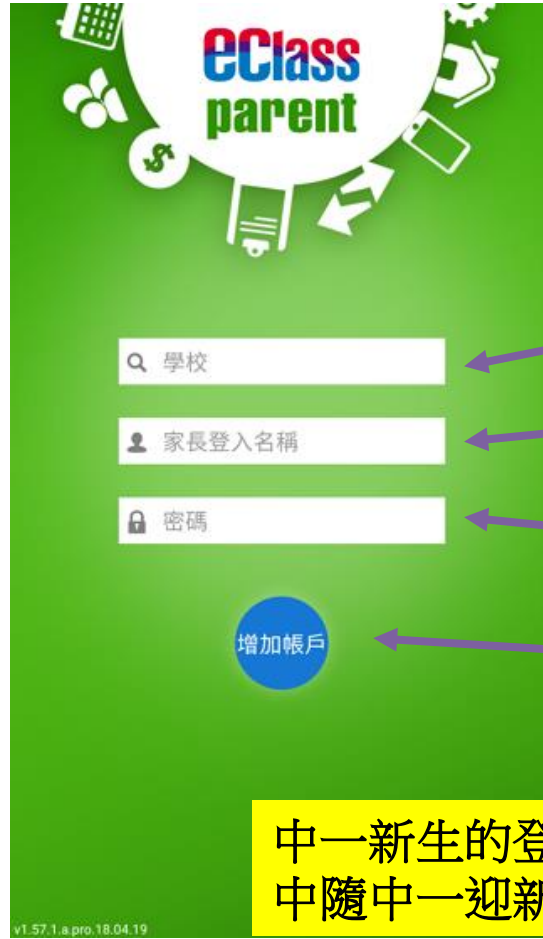 eClass
parent
學校
家長登入名稱
密碼
增加帳戶
中一新生的登
中隨中一迎新
v1.57.1.a.pro.18.04.19